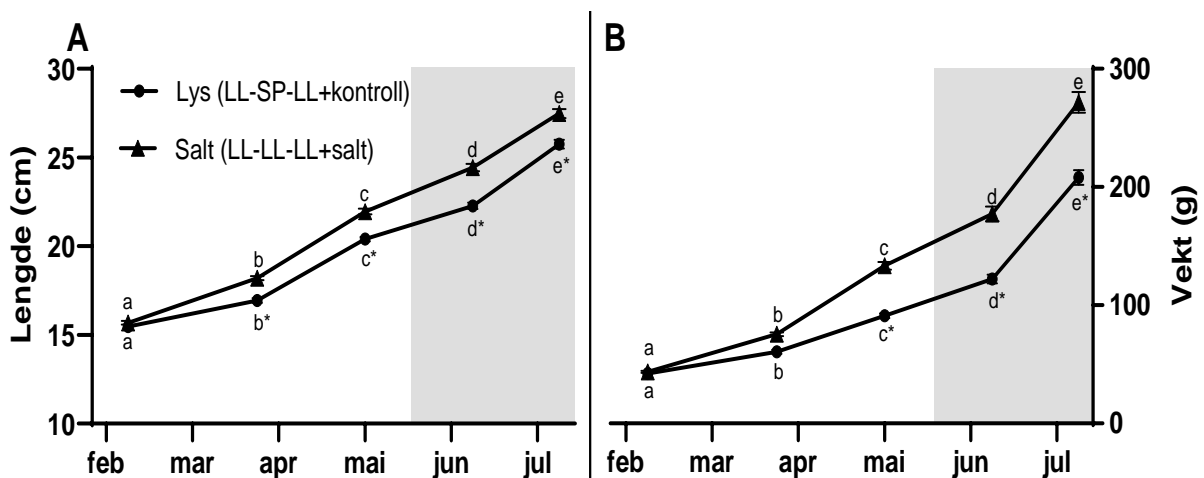 A
30
25
20
15
10
Lengde (cm)
Lys (LL-SP-LL+kontroll)
Salt (LL-LL-LL+salt)
a
b
c
d
e
a
b*
c*
d*
e*
feb mar apr mai jun jul
B
300
200
100
0
Vekt (g)
a
b
c
d
e
a
b
c*
d*
e*
feb mar apr mai jun jul